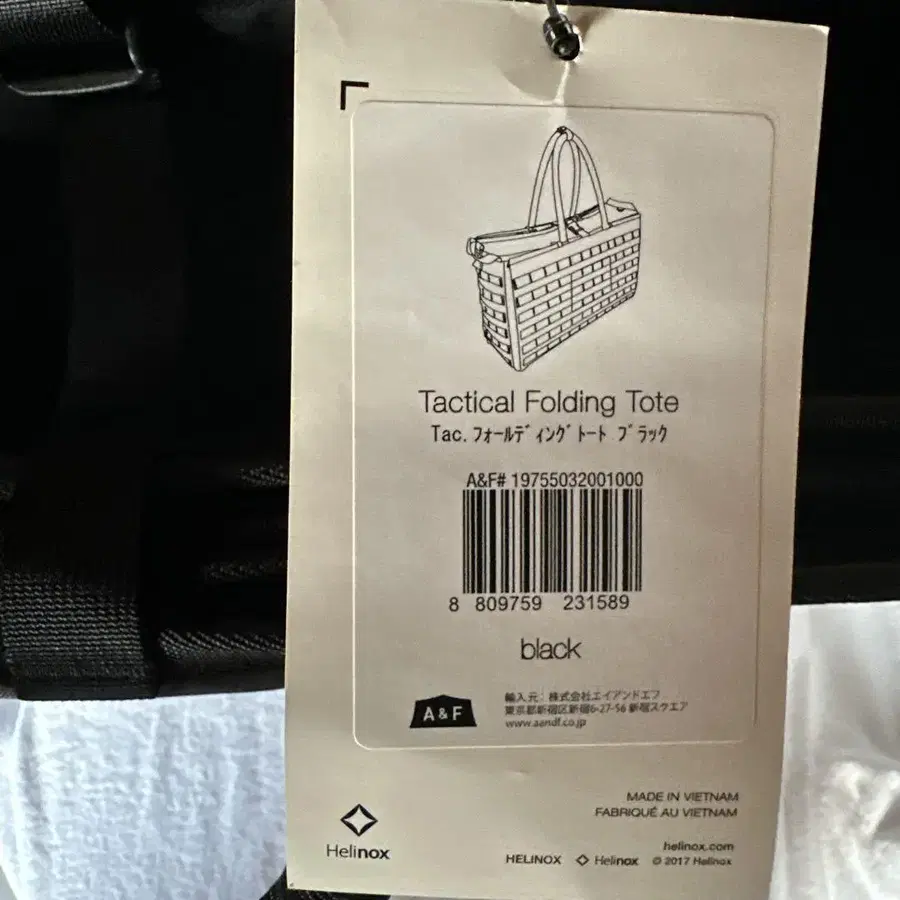 Tactical Folding Tote
Tac. フォールディング トート ブラック
A&F# 19755032001000
8 809759 231589
black
A&F
輸入元: 株式会社エイアンドエフ
東京都新宿区新宿6-27-56 新宿スクエア
www.aandf.co.jp
MADE IN VIETNAM
FABRIQUÉ AU VIETNAM
Helinox
helinox.com
HELINOX Helinox © 2017 Helinox